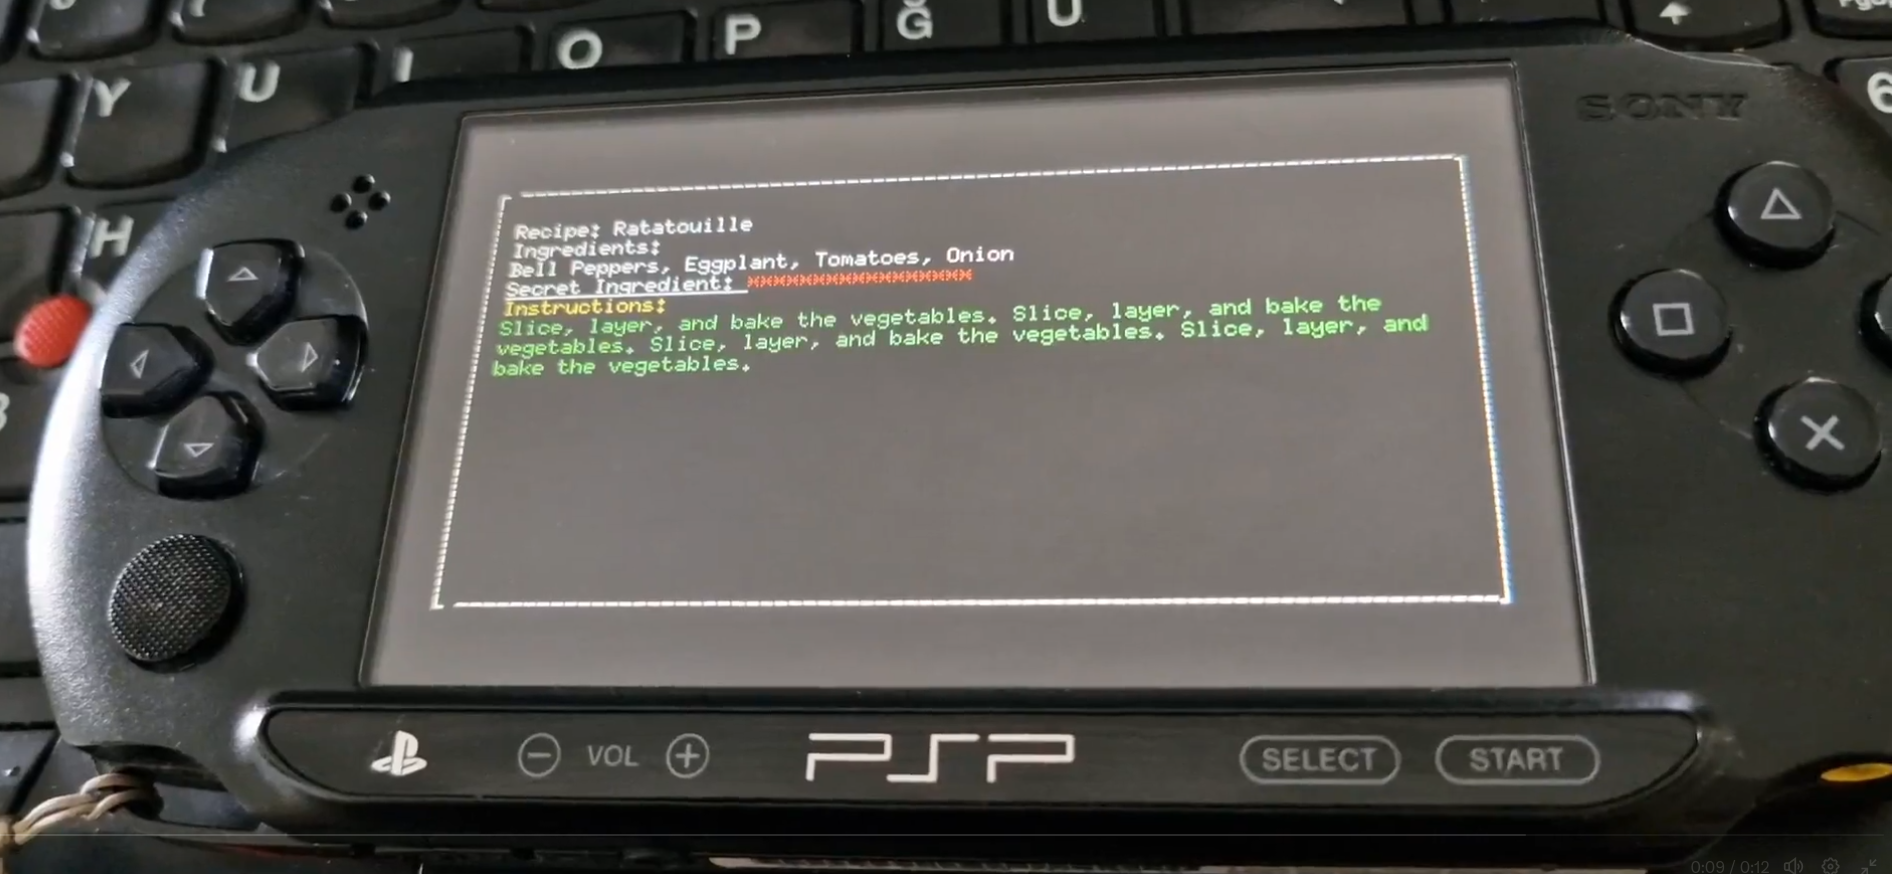 O P Ğ Ü
Y U I
6
SONY
H
Recipe: Ratatouille
Ingredients:
Bell Peppers, Eggplant, Tomatoes, Onion
Secret Ingredient: ******************
Instructions:
Slice, layer, and bake the vegetables. Slice, layer, and bake the
vegetables. Slice, layer, and bake the vegetables. Slice, layer, and
bake the vegetables.
VOL
PSP
SELECT START
0:09 / 0:12